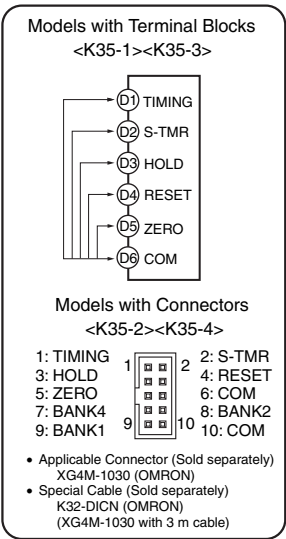 Models with Terminal Blocks
<K35-1><K35-3>
D1 TIMING
D2 S-TMR
D3 HOLD
D4 RESET
D5 ZERO
D6 COM
Models with Connectors
<K35-2><K35-4>
1: TIMING
3: HOLD
5: ZERO
7: BANK4
9: BANK1
1 2
9 10
2: S-TMR
4: RESET
6: COM
8: BANK2
10: COM
• Applicable Connector (Sold separately)
XG4M-1030 (OMRON)
• Special Cable (Sold separately)
K32-DICN (OMRON)
(XG4M-1030 with 3 m cable)